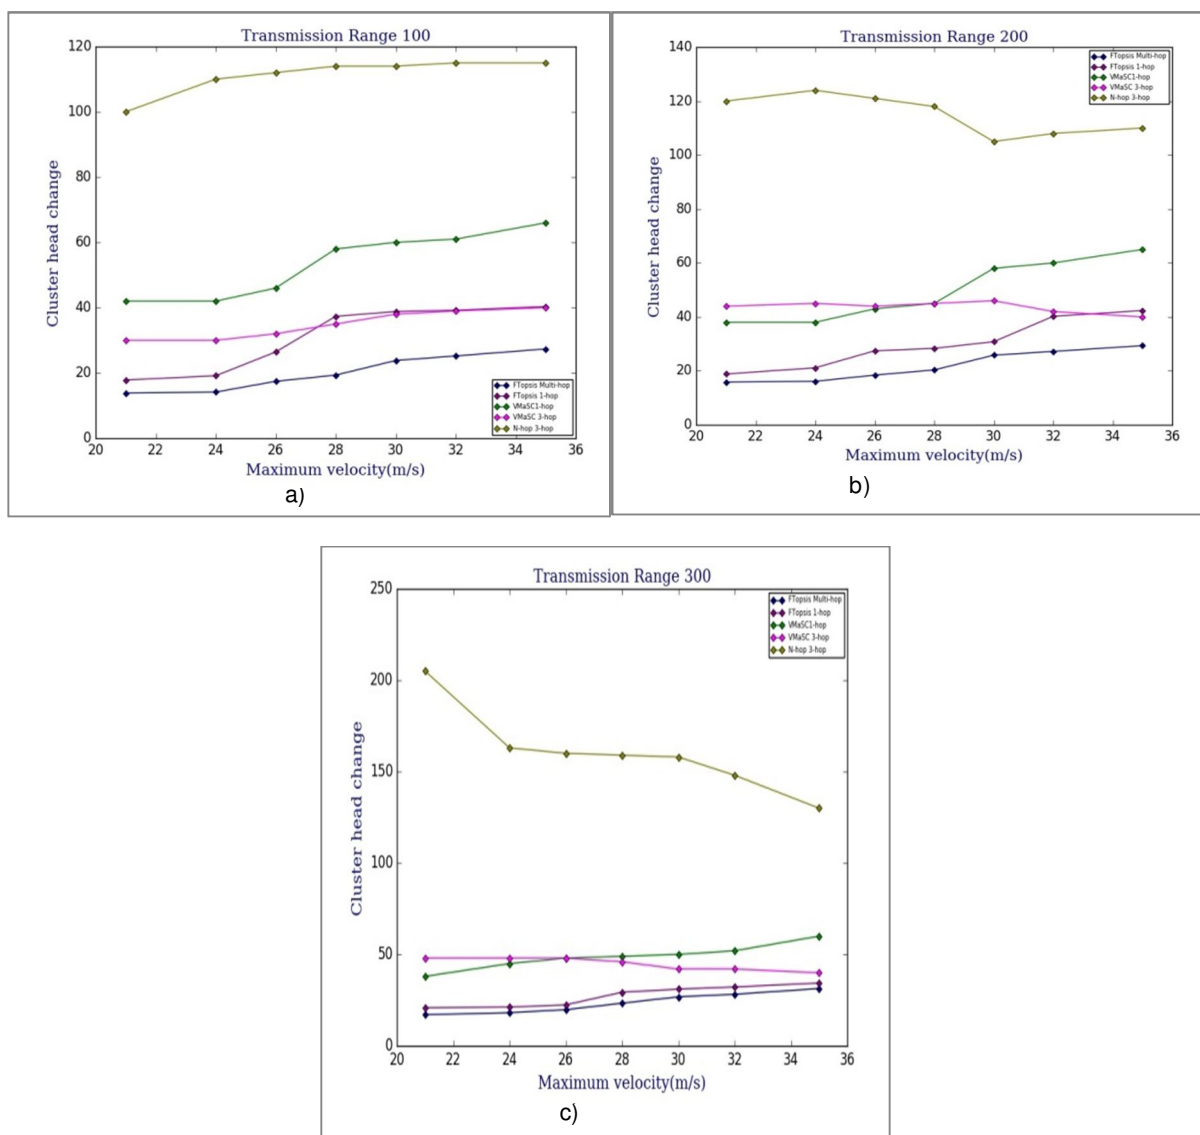 Transmission Range 100
120
100
80
60
40
20
0
Cluster head change
FTopsis Multi-hop
FTopsis 1-hop
VMaSC1-hop
VMaSC 3-hop
N-hop 3-hop
20 22 24 26 28 30 32 34 36
Maximum velocity(m/s)
a)
Transmission Range 200
140
120
100
80
60
40
20
0
Cluster head change
FTopsis Multi-hop
FTopsis 1-hop
VMaSC1-hop
VMaSC 3-hop
N-hop 3-hop
20 22 24 26 28 30 32 34 36
Maximum velocity(m/s)
b)
Transmission Range 300
250
200
150
100
50
0
Cluster head change
FTopsis Multi-hop
FTopsis 1-hop
VMaSC1-hop
VMaSC 3-hop
N-hop 3-hop
20 22 24 26 28 30 32 34 36
Maximum velocity(m/s)
c)